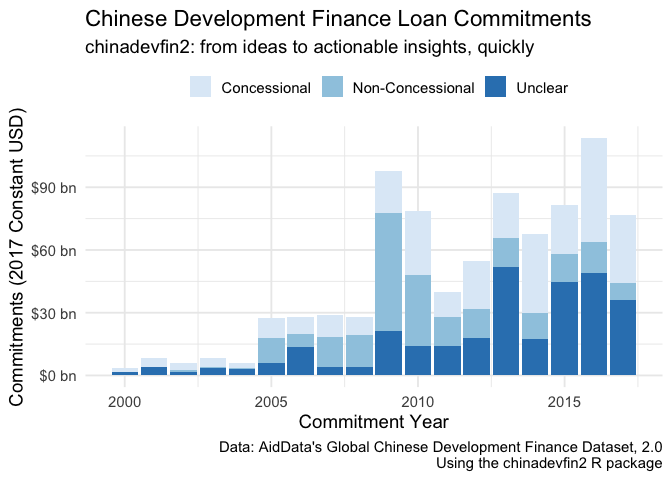 Chinese Development Finance Loan Commitments
chinadevfin2: from ideas to actionable insights, quickly
Concessional Non-Concessional Unclear
Commitments (2017 Constant USD)
$90 bn
$60 bn
$30 bn
$0 bn
2000 2005 2010 2015
Commitment Year
Data: AidData's Global Chinese Development Finance Dataset, 2.0
Using the chinadevfin2 R package